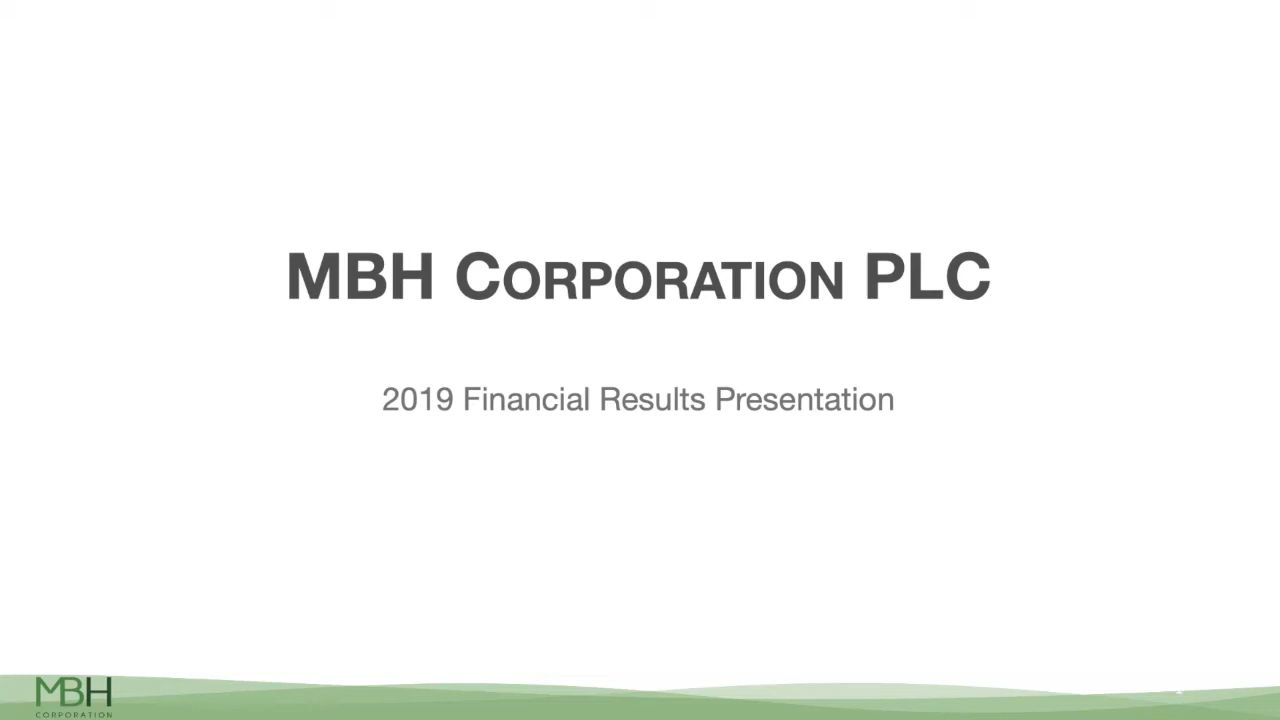 MBH CORPORATION PLC
2019 Financial Results Presentation
MBH
CORPORATION